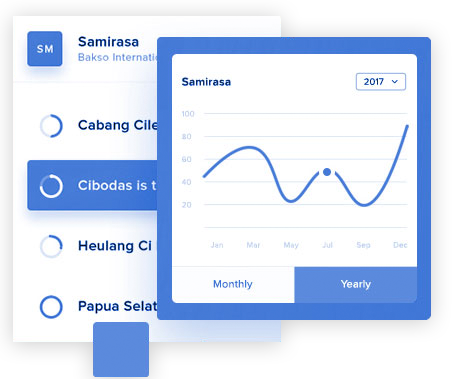 SM
Samirasa
Bakso Internatio
Cabang Cile
Cibodas is t
Heulang Ci
Papua Selat
Samirasa
2017
100
80
60
40
20
Jan Mar May Jul Sep Dec
Monthly Yearly